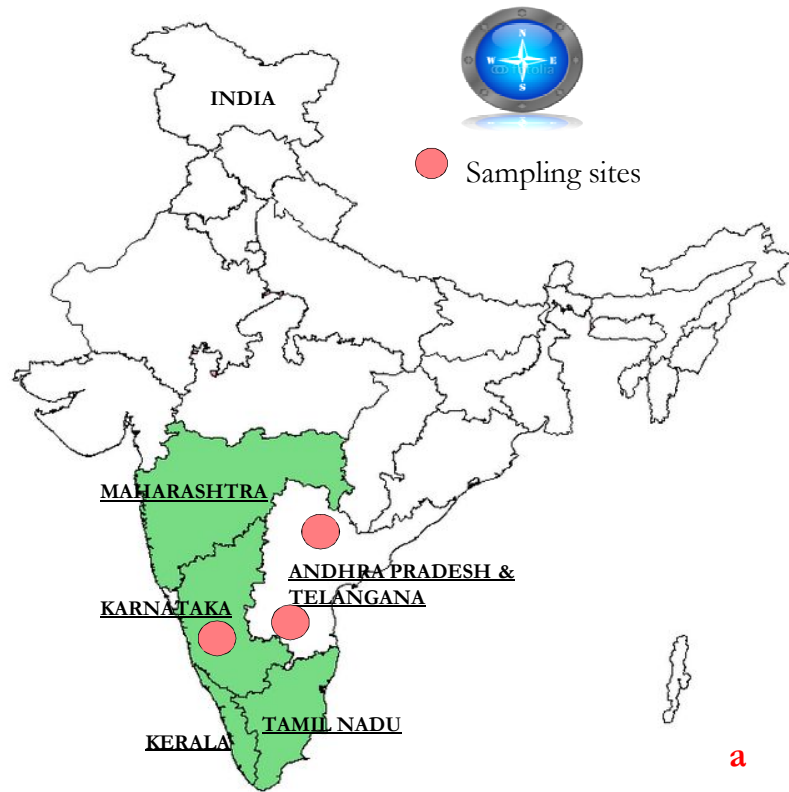 N
W E
S
INDIA
Sampling sites
MAHARASHTRA
ANDHRA PRADESH &
TELANGANA
KARNATAKA
TAMIL NADU
KERALA
a